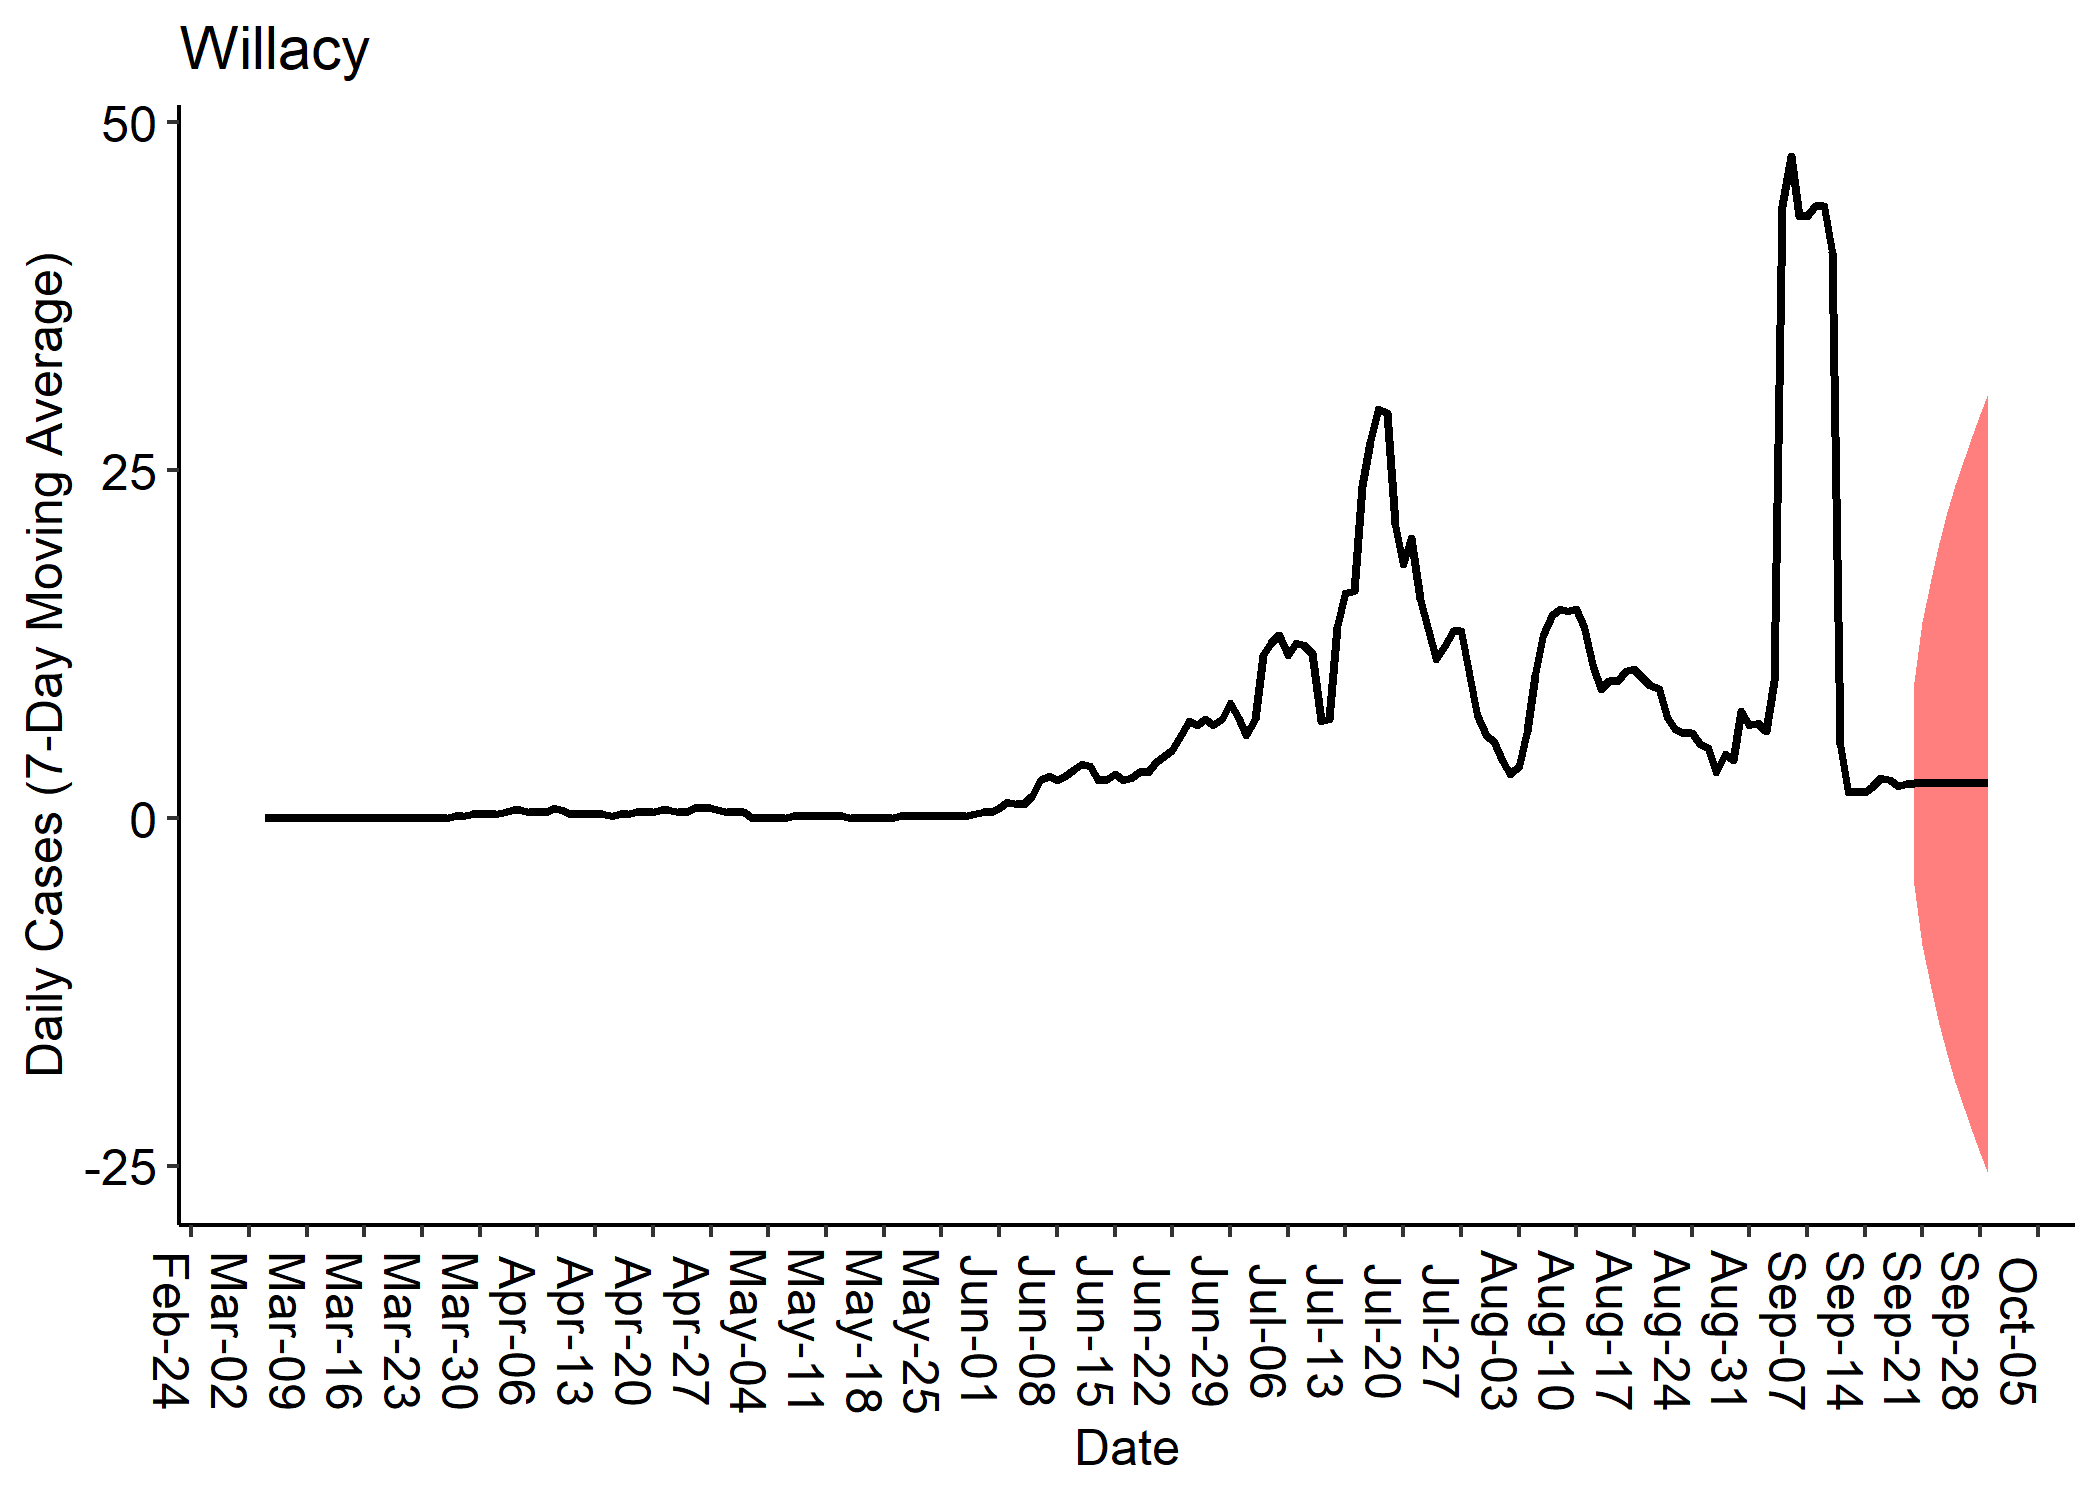 Willacy
50
25
0
-25
Daily Cases (7-Day Moving Average)
Feb-24
Mar-02
Mar-09
Mar-16
Mar-23
Mar-30
Apr-06
Apr-13
Apr-20
Apr-27
May-04
May-11
May-18
May-25
Jun-01
Jun-08
Jun-15
Jun-22
Jun-29
Jul-06
Jul-13
Jul-20
Jul-27
Aug-03
Aug-10
Aug-17
Aug-24
Aug-31
Sep-07
Sep-14
Sep-21
Sep-28
Oct-05
Date